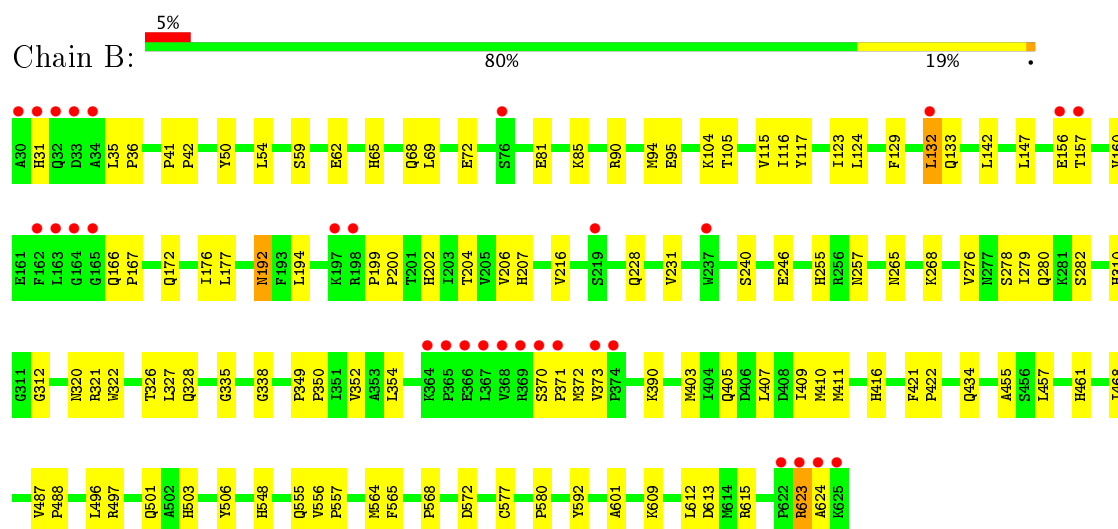 5%
Chain B:
80% 19% •
A30 H31 Q32 D33 A34 L35 P36 P41 P42 Y50 L54 S59 E62 H65 Q68 L69 E72 S76 E81 K85 R90 M94 E95 K104 T105 V115 I116 Y117 I123 L124 F129 L132 Q133 L142 L147 E156 T157 V160
E161 F162 L163 G164 G165 Q166 P167 Q172 I176 L177 N192 F193 L194 K197 R198 P199 P200 T201 H202 I203 T204 V205 V206 H207 V216 S219 Q228 V231 W237 S240 E246 H255 R256 N257 N265 K268 V276 N277 S278 I279 Q280 K281 S282 H310
G311 G312 N320 R321 W322 T326 L327 Q328 G335 G338 P349 P350 I351 V352 A353 L354 K364 P365 E366 L367 V368 R369 S370 P371 M372 V373 P374 K390 M403 I404 Q405 D406 L407 D408 I409 M410 M411 H416 F421 P422 Q434 A455 S456 L457 H461
V487 P488 L496 R497 Q501 A502 H503 Y506 H548 Q555 V556 P557 M564 F565 P568 D572 C577 P580 Y592 A601 K609 L612 D613 M614 R615 P622 R623 A624 K625